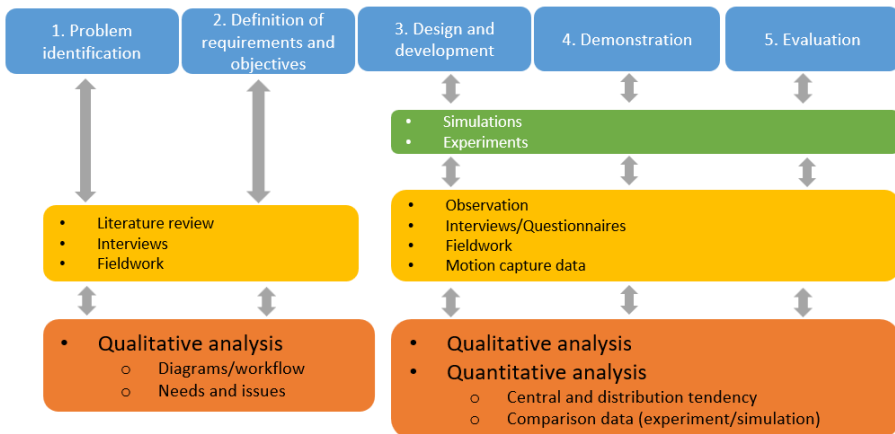 1. Problem
identification
2. Definition of
requirements and
objectives
3. Design and
development
4. Demonstration
5. Evaluation
• Simulations
• Experiments
• Literature review
• Interviews
• Fieldwork
• Observation
• Interviews/Questionnaires
• Fieldwork
• Motion capture data
• Qualitative analysis
o Diagrams/workflow
o Needs and issues
• Qualitative analysis
• Quantitative analysis
o Central and distribution tendency
o Comparison data (experiment/simulation)